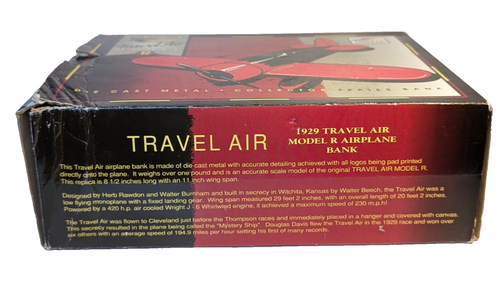 Travel Air
DIE CAST METAL • COLLECTOR SERIES BANK
TRAVEL AIR
1929 TRAVEL AIR
MODEL R AIRPLANE
BANK
This Travel Air airplane bank is made of die cast metal with accurate detailing achieved with all logos being pad printed
directly onto the plane. It weighs over one pound and is an accurate scale model of the original TRAVEL AIR MODEL R.
This replica is 8 1/2 inches long with an 11 inch wing span.
Designed by Herb Rawdon and Walter Burnham and built in secrecy in Witchita, Kansas by Walter Beech, the Travel Air was a
low flying monoplane with a fixed landing gear. Wing span measured 29 feet 2 inches, with an overall length of 20 feet 2 inches.
Powered by a 420 h.p. air cooled Wright J - 5 Whirlwind engine, it achieved a maximum speed of 230 m.p.h!
The Travel Air was flown to Cleveland just before the Thompson races and immediately placed in a hanger and covered with canvas.
This secretly resulted in the plane being called the "Mystery Ship". Douglas Davis flew the Travel Air in the 1929 race and won over
six others with an average speed of 194.9 miles per hour setting his first of many records.